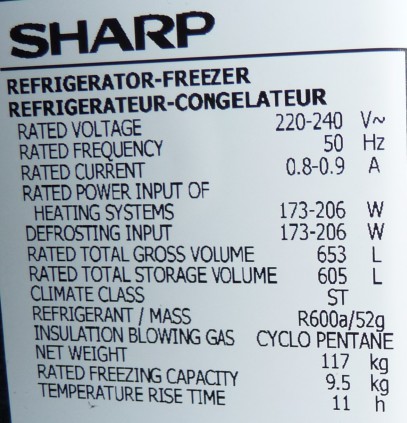 SHARP
REFRIGERATOR-FREEZER
REFRIGERATEUR-CONGELATEUR
RATED VOLTAGE 220-240 V~
RATED FREQUENCY 50 Hz
RATED CURRENT 0.8-0.9 A
RATED POWER INPUT OF
HEATING SYSTEMS 173-206 W
DEFROSTING INPUT 173-206 W
RATED TOTAL GROSS VOLUME 653 L
RATED TOTAL STORAGE VOLUME 605 L
CLIMATE CLASS ST
REFRIGERANT / MASS R600a/52g
INSULATION BLOWING GAS CYCLO PENTANE
NET WEIGHT 117 kg
RATED FREEZING CAPACITY 9.5 kg
TEMPERATURE RISE TIME 11 h